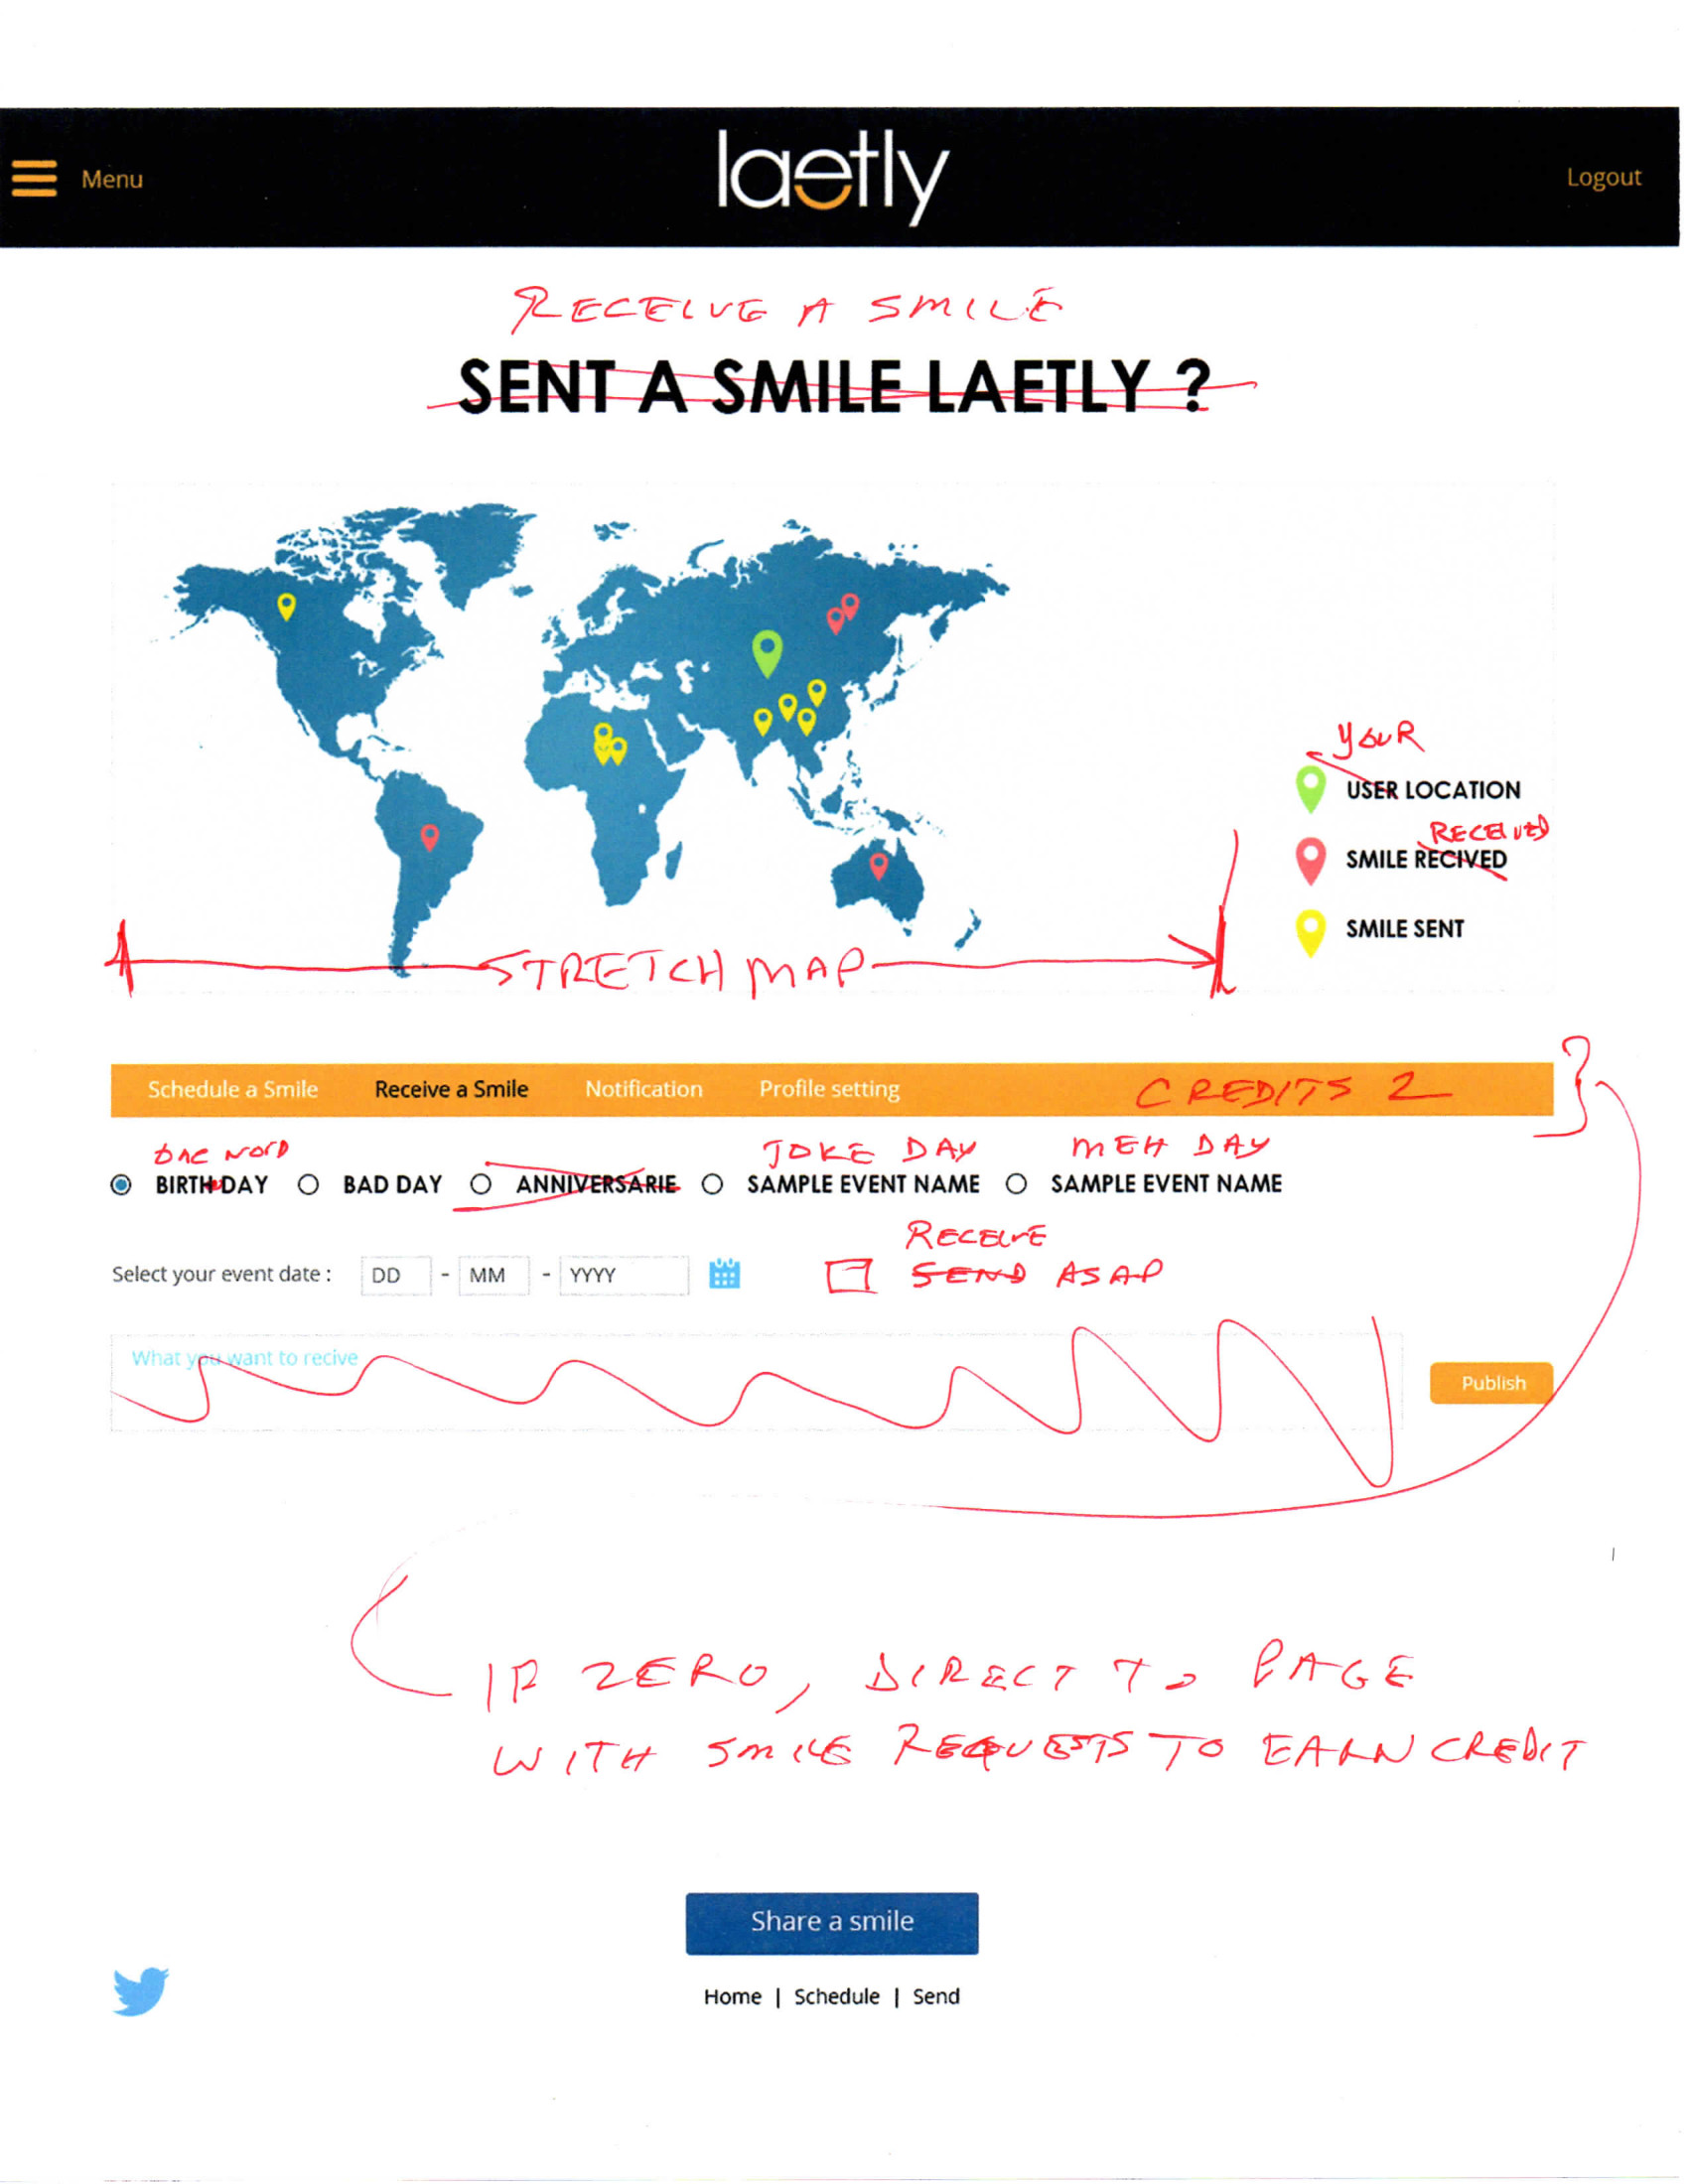 Menu
laetly
Logout
RECEIVE A SMILE
SENT A SMILE LAETLY ?
YOUR
USER LOCATION
RECEIVED
SMILE RECIVED
SMILE SENT
STRETCH MAP
Schedule a Smile Receive a Smile Notification Profile setting CREDITS 2
ONE WORD JOKE DAY MEH DAY
BIRTH DAY BAD DAY ANNIVERSARIE SAMPLE EVENT NAME SAMPLE EVENT NAME
RECEIVE
Select your event date : DD - MM - YYYY SEND ASAP
What you want to recive
Publish
IF ZERO, DIRECT TO PAGE
WITH SMILE REQUESTS TO EARN CREDIT
Share a smile
Home | Schedule | Send